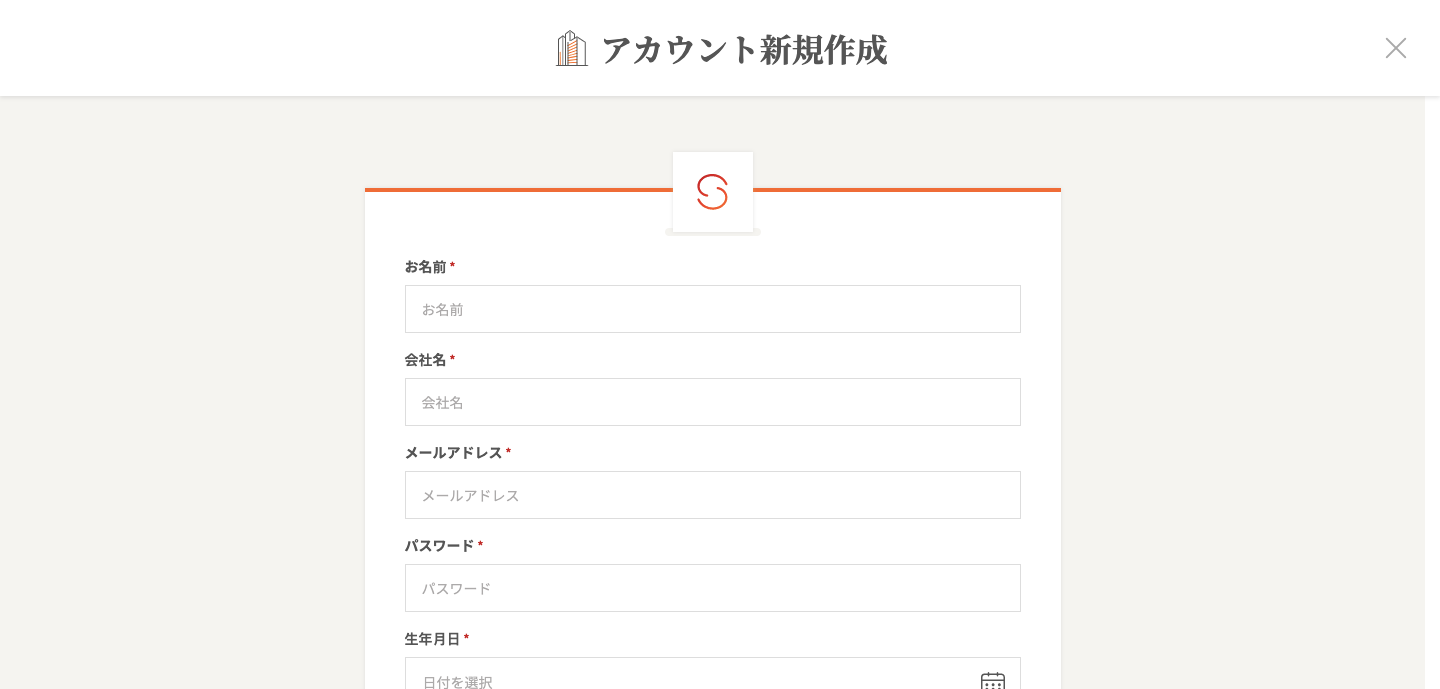 アカウント新規作成
お名前 *
お名前
会社名 *
会社名
メールアドレス *
メールアドレス
パスワード *
パスワード
生年月日 *
日付を選択